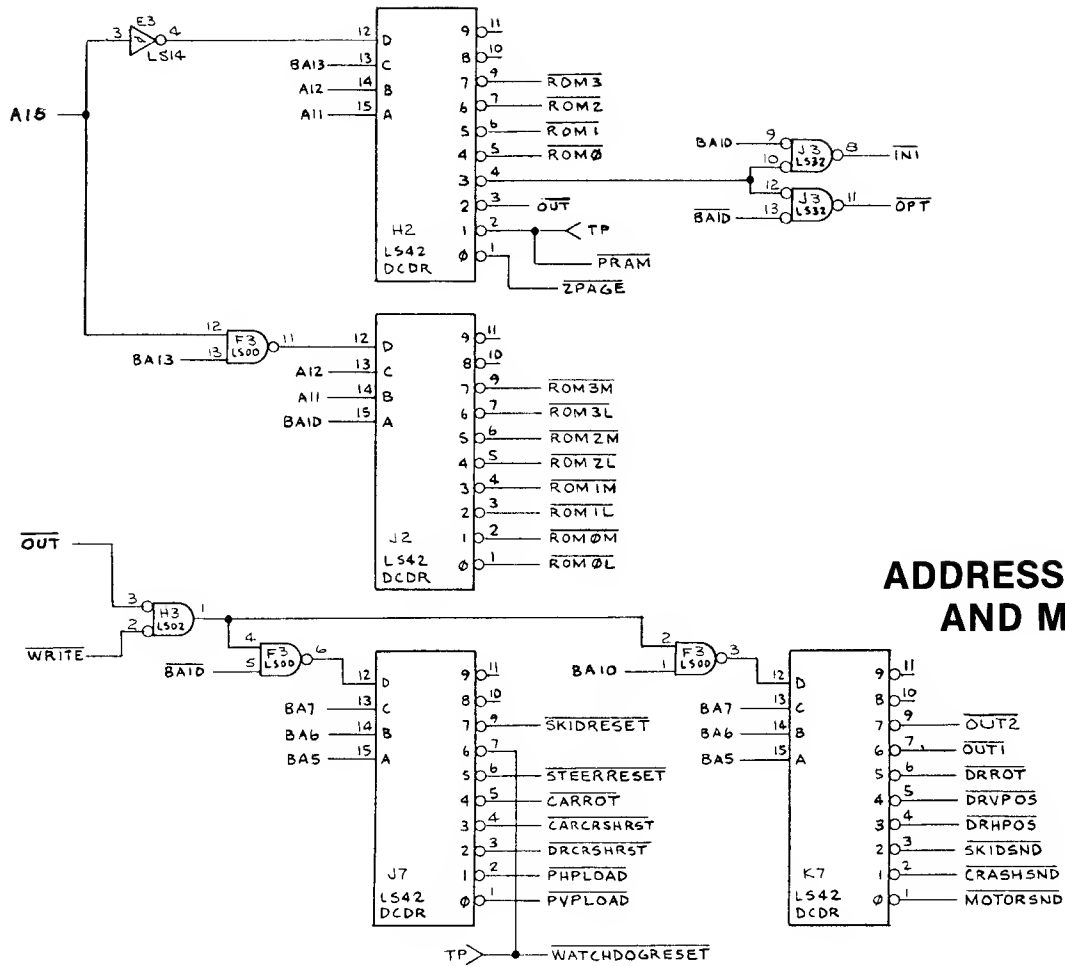 E3
3
4
LS14
A15
12 D
BA13 13 C
A12 14 B
A11 15 A
H2
LS42
DCDR
9 11
8 10
7 9 ROM3
6 7 ROM2
5 6 ROM1
4 5 ROMØ
3 4
2 3 OUT
1 2 TP
PRAM
Ø 1
ZPAGE
BA10 9
10
J3
LS32
8 IN1
12
BA10 13
J3
LS32
11 OPT
12
BA13 13
F3
LS00
11
12 D
A12 13 C
A11 14 B
BA10 15 A
J2
LS42
DCDR
9 11
8 10
7 9 ROM3M
6 7 ROM3L
5 6 ROM2M
4 5 ROM2L
3 4 ROM1M
2 3 ROM1L
1 2 ROMØM
Ø 1 ROMØL
ADDRESS
AND M
OUT
3
WRITE 2
H3
LS02
1
4
BA10 5
F3
LS00
6
12 D
BA7 13 C
BA6 14 B
BA5 15 A
J7
LS42
DCDR
9 11
8 10
7 9 SKIDRESET
6 7
5 6 STEERRESET
4 5 CARROT
3 4 CARCRSHRST
2 3 DRCRSHRST
1 2 PHPLOAD
Ø 1 PVPLOAD
TP WATCHDOGRESET
2
BA10 1
F3
LS00
3
12 D
BA7 13 C
BA6 14 B
BA5 15 A
K7
LS42
DCDR
9 11
8 10
7 9 OUT2
6 7 OUT1
5 6 DRROT
4 5 DRVPOS
3 4 DRHPOS
2 3 SKIDSND
1 2 CRASHSND
Ø 1 MOTORSND